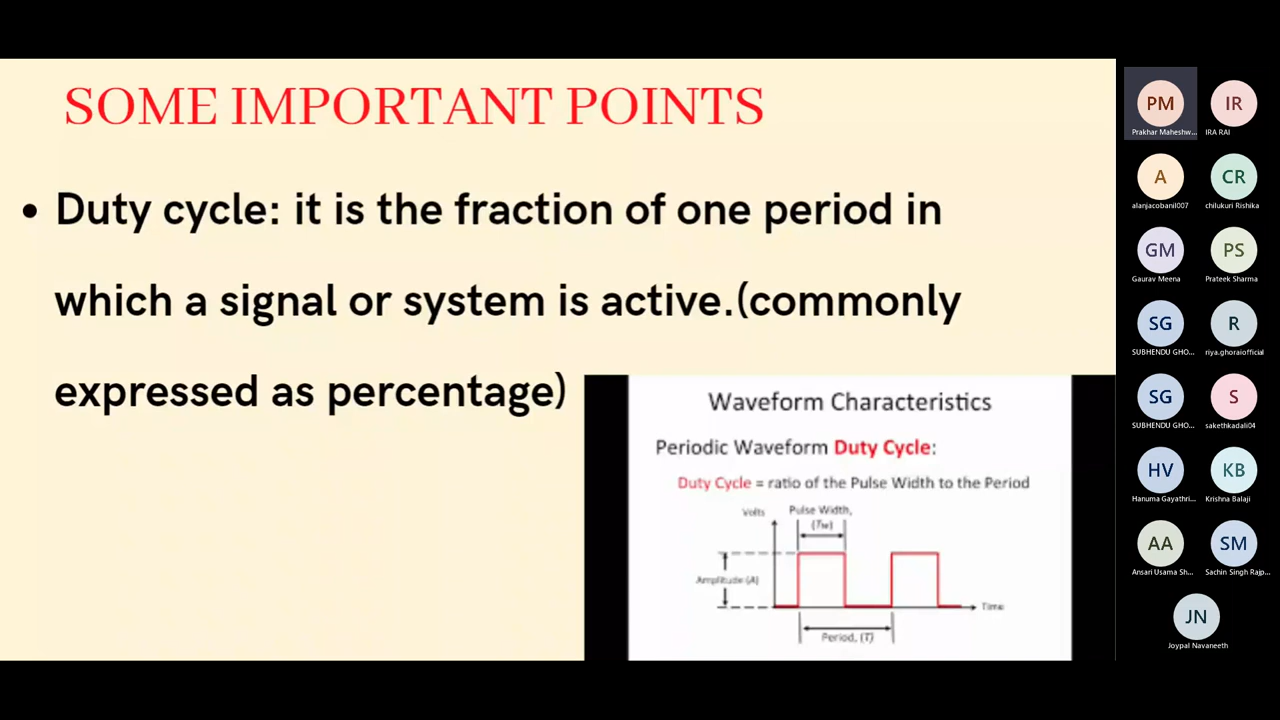 SOME IMPORTANT POINTS
• Duty cycle: it is the fraction of one period in
which a signal or system is active.(commonly
expressed as percentage)
Waveform Characteristics
Periodic Waveform Duty Cycle:
Duty Cycle = ratio of the Pulse Width to the Period
Volts
Pulse Width,
(Tw)
Amplitude (A)
Time
Period, (T)
PM
Prakhar Maheshw...
IR
IRA RAI
A
alanjacobanil007
CR
chilukuri Rishika
GM
Gaurav Meena
PS
Prateek Sharma
SG
SUBHENDU GHO...
R
riya.ghoraiofficial
SG
SUBHENDU GHO...
S
sakethkadali04
HV
Hanuma Gayathri...
KB
Krishna Balaji
AA
Ansari Usama Sh...
SM
Sachin Singh Rajp...
JN
Joypal Navaneeth